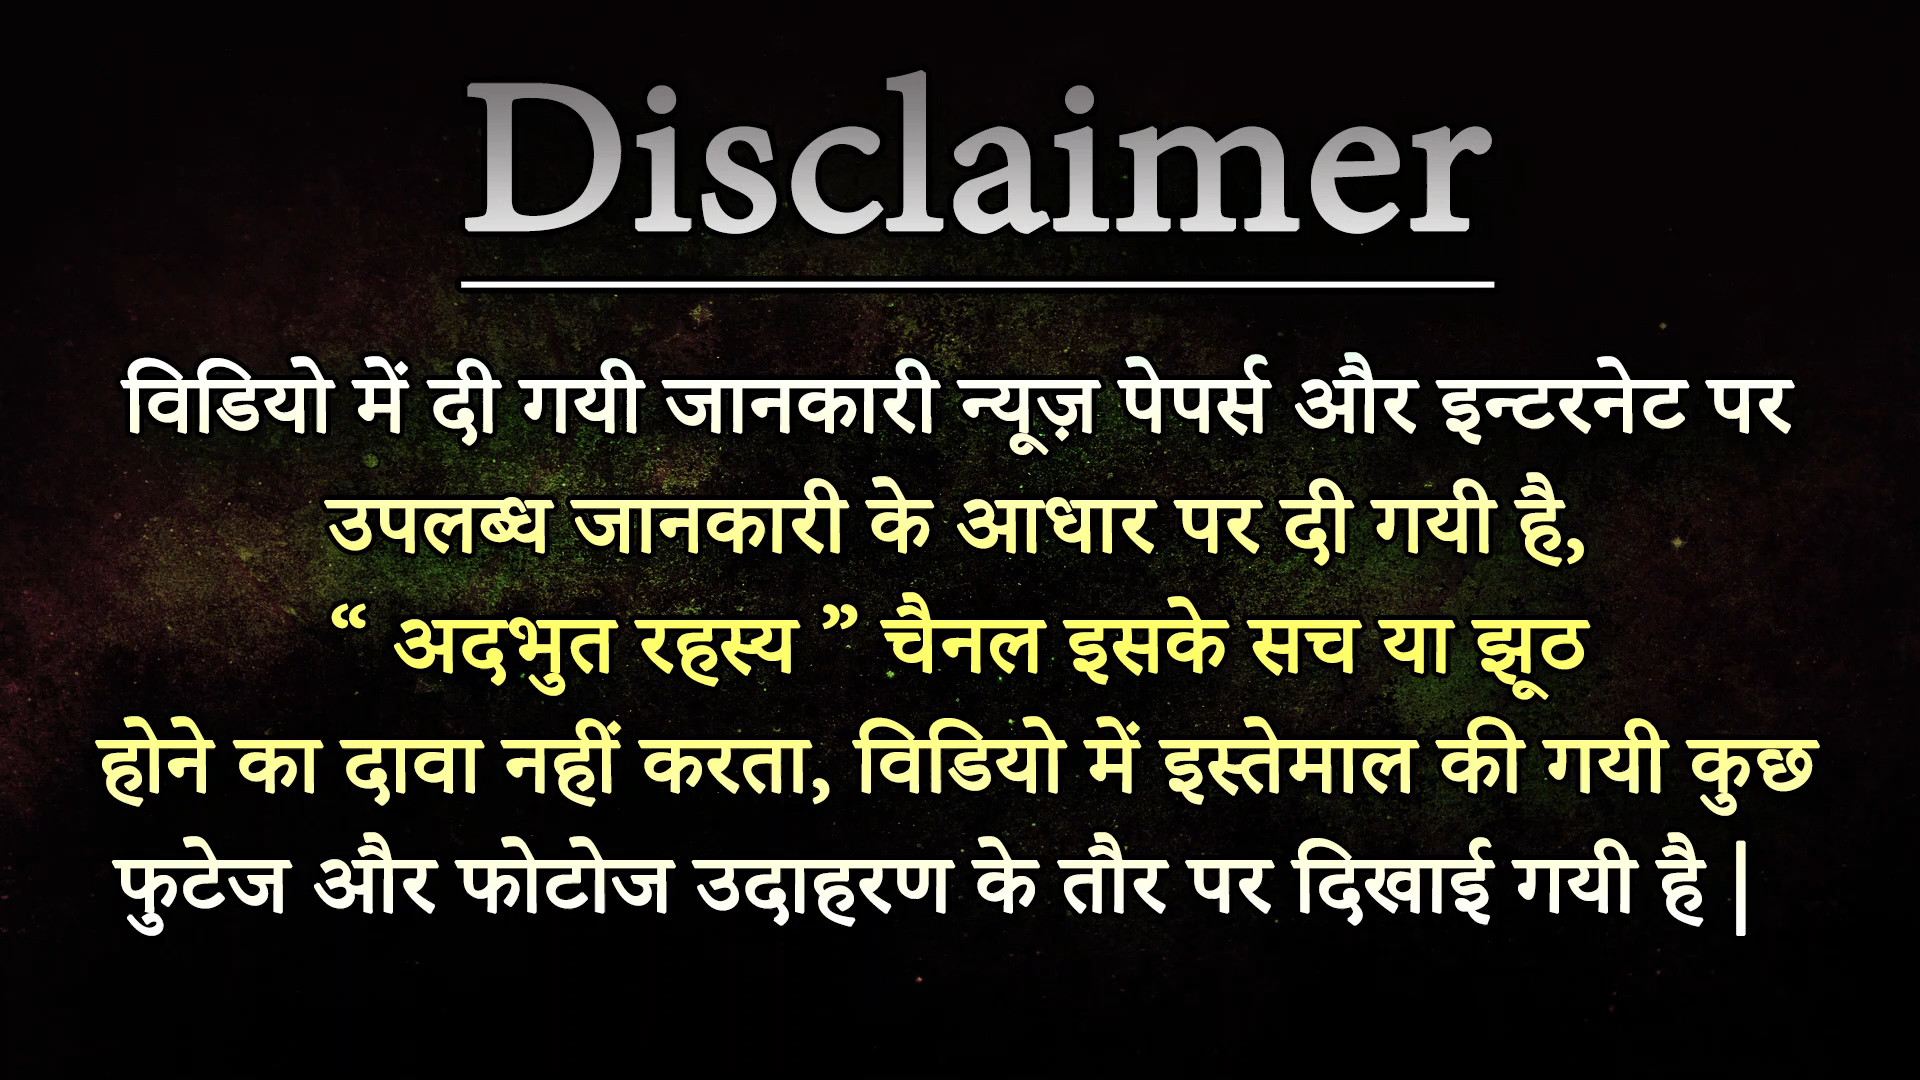 Disclaimer
विडियो में दी गयी जानकारी न्यूज़ पेपर्स और इन्टरनेट पर
उपलब्ध जानकारी के आधार पर दी गयी है,
“ अदभुत रहस्य ” चैनल इसके सच या झूठ
होने का दावा नहीं करता, विडियो में इस्तेमाल की गयी कुछ
फुटेज और फोटोज उदाहरण के तौर पर दिखाई गयी है |